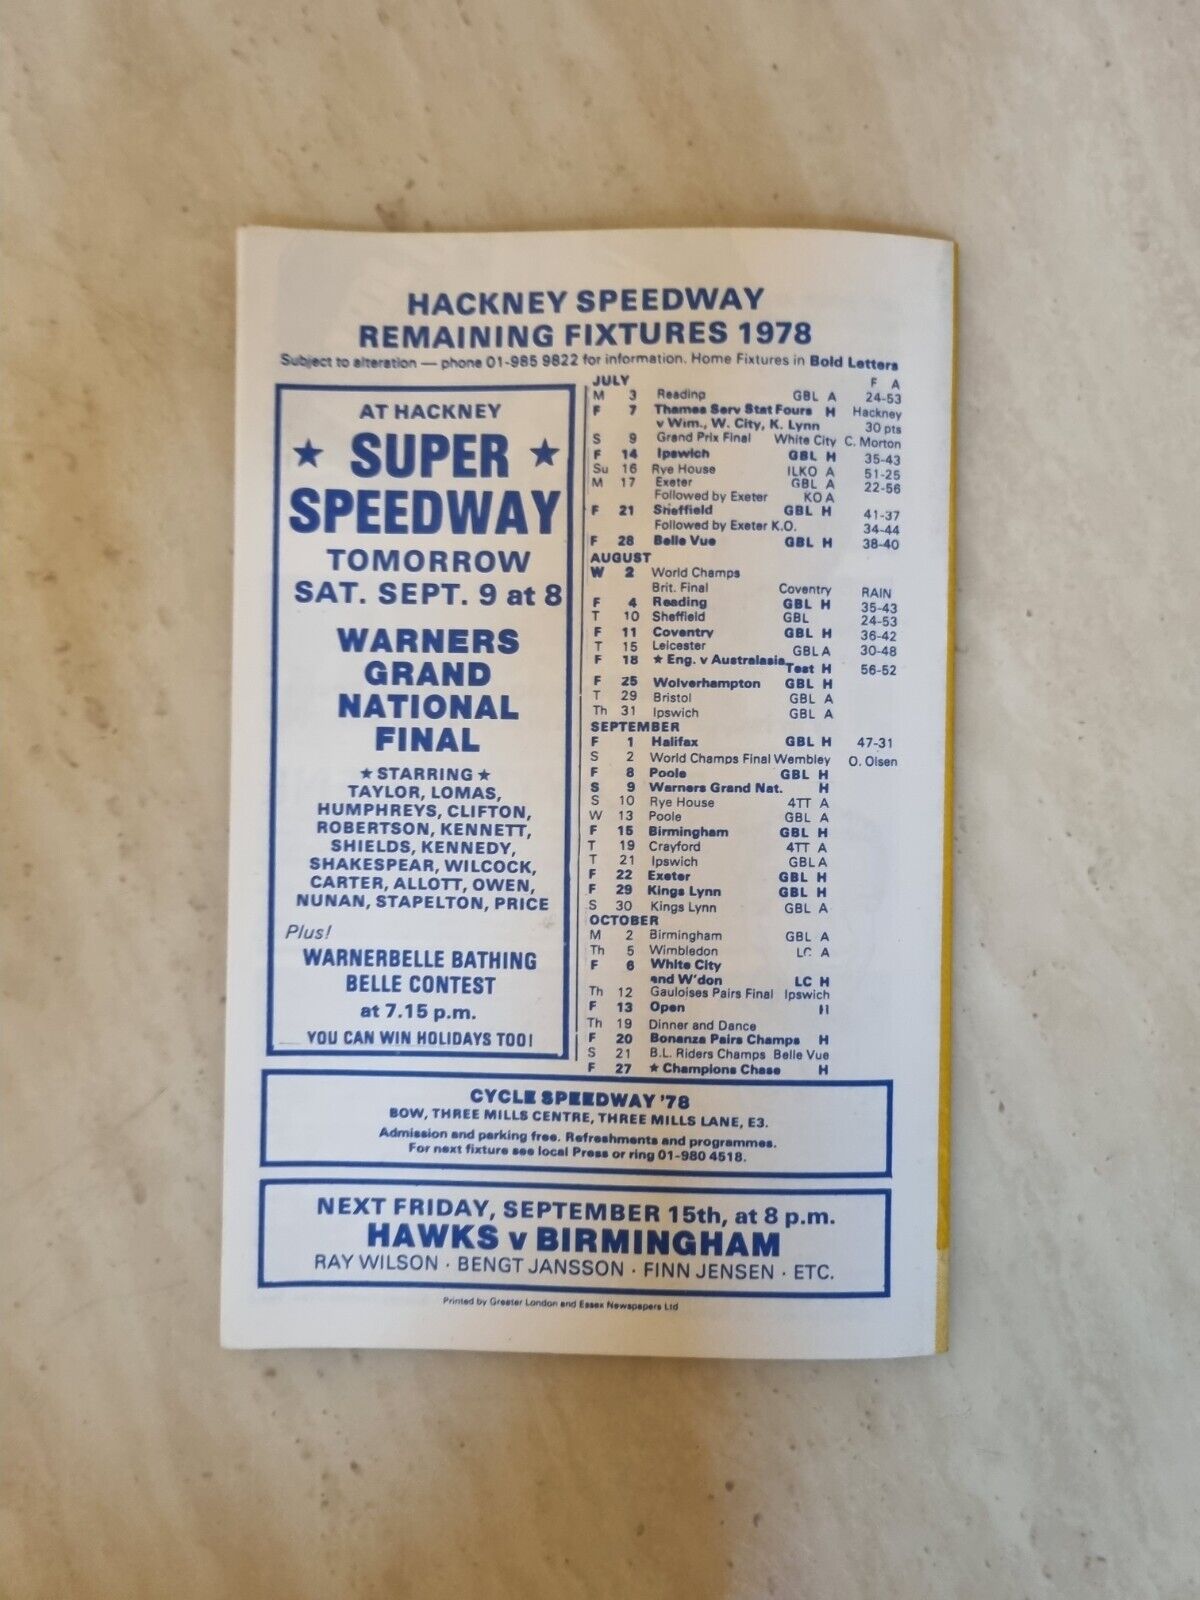 HACKNEY SPEEDWAY
REMAINING FIXTURES 1978
Subject to alteration — phone 01-985 9822 for information. Home Fixtures in Bold Letters
AT HACKNEY
★ SUPER ★
SPEEDWAY
TOMORROW
SAT. SEPT. 9 at 8
WARNERS
GRAND
NATIONAL
FINAL
★ STARRING ★
TAYLOR, LOMAS,
HUMPHREYS, CLIFTON,
ROBERTSON, KENNETT,
SHIELDS, KENNEDY,
SHAKESPEAR, WILCOCK,
CARTER, ALLOTT, OWEN,
NUNAN, STAPELTON, PRICE
Plus!
WARNERBELLE BATHING
BELLE CONTEST
at 7.15 p.m.
YOU CAN WIN HOLIDAYS TOO!
JULY F A
M 3 Reading GBL A 24-53
F 7 Thames Serv Stat Fours H Hackney
v Wim., W. City, K. Lynn 30 pts
S 9 Grand Prix Final White City C. Morton
F 14 Ipswich GBL H 35-43
Su 16 Rye House ILKO A 51-25
M 17 Exeter GBL A 22-56
Followed by Exeter KO A
F 21 Sheffield GBL H 41-37
Followed by Exeter K.O. 34-44
F 28 Belle Vue GBL H 38-40
AUGUST
W 2 World Champs
Brit. Final Coventry RAIN
F 4 Reading GBL H 35-43
T 10 Sheffield GBL 24-53
F 11 Coventry GBL H 36-42
T 15 Leicester GBL A 30-48
F 18 ★ Eng. v Australasia Test H 56-52
F 25 Wolverhampton GBL H
T 29 Bristol GBL A
Th 31 Ipswich GBL A
SEPTEMBER
F 1 Halifax GBL H 47-31
S 2 World Champs Final Wembley O. Olsen
F 8 Poole GBL H
S 9 Warners Grand Nat. H
S 10 Rye House 4TT A
W 13 Poole GBL A
F 15 Birmingham GBL H
T 19 Crayford 4TT A
T 21 Ipswich GBL A
F 22 Exeter GBL H
F 29 Kings Lynn GBL H
S 30 Kings Lynn GBL A
OCTOBER
M 2 Birmingham GBL A
Th 5 Wimbledon LC A
F 6 White City
and W'don LC H
Th 12 Gauloises Pairs Final Ipswich
F 13 Open H
Th 19 Dinner and Dance
F 20 Bonanza Pairs Champs H
S 21 B.L. Riders Champs Belle Vue
F 27 ★ Champions Chase H
CYCLE SPEEDWAY '78
BOW, THREE MILLS CENTRE, THREE MILLS LANE, E3.
Admission and parking free. Refreshments and programmes.
For next fixture see local Press or ring 01-980 4518.
NEXT FRIDAY, SEPTEMBER 15th, at 8 p.m.
HAWKS v BIRMINGHAM
RAY WILSON · BENGT JANSSON · FINN JENSEN · ETC.
Printed by Greater London and Essex Newspapers Ltd